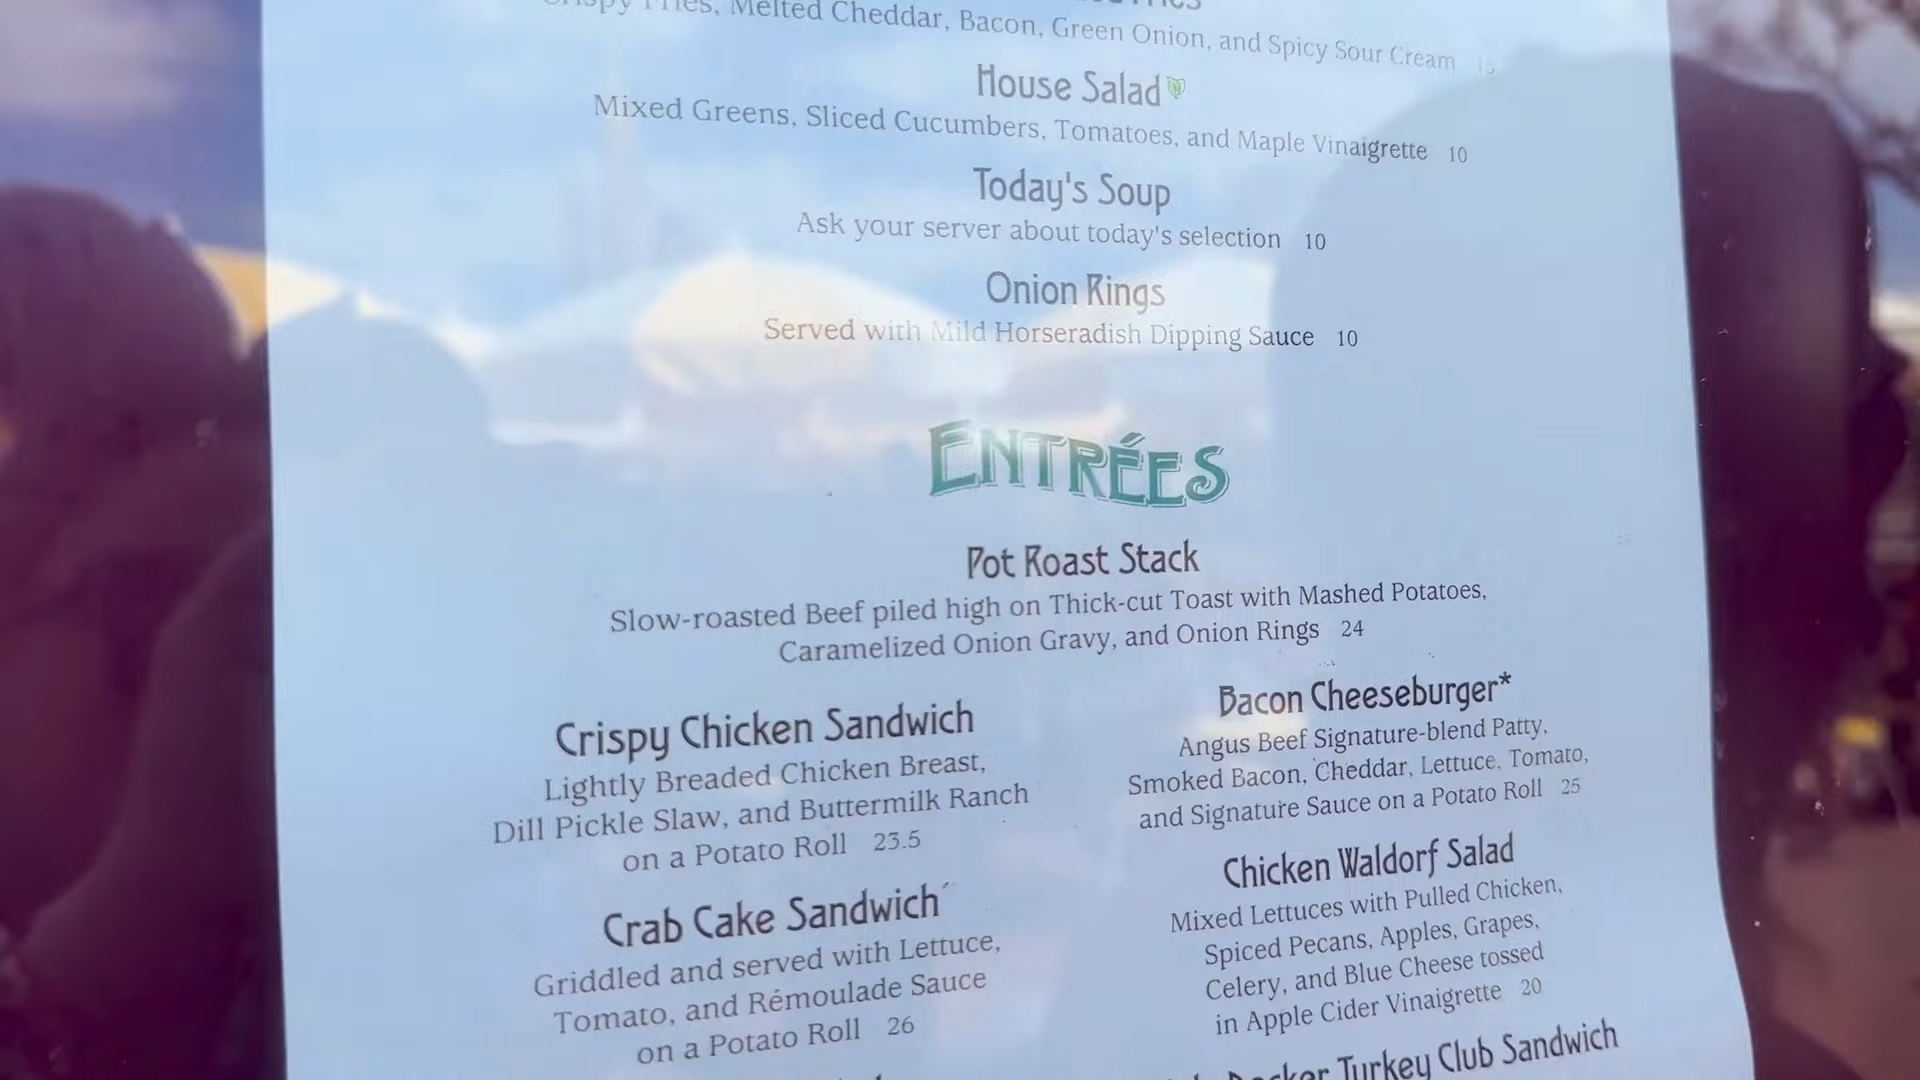 Crispy Fries, Melted Cheddar, Bacon, Green Onion, and Spicy Sour Cream 15
House Salad
Mixed Greens, Sliced Cucumbers, Tomatoes, and Maple Vinaigrette 10
Today's Soup
Ask your server about today's selection 10
Onion Rings
Served with Mild Horseradish Dipping Sauce 10
ENTRÉES
Pot Roast Stack
Slow-roasted Beef piled high on Thick-cut Toast with Mashed Potatoes,
Caramelized Onion Gravy, and Onion Rings 24
Crispy Chicken Sandwich
Lightly Breaded Chicken Breast,
Dill Pickle Slaw, and Buttermilk Ranch
on a Potato Roll 23.5
Crab Cake Sandwich
Griddled and served with Lettuce,
Tomato, and Rémoulade Sauce
on a Potato Roll 26
Bacon Cheeseburger*
Angus Beef Signature-blend Patty,
Smoked Bacon, Cheddar, Lettuce, Tomato,
and Signature Sauce on a Potato Roll 25
Chicken Waldorf Salad
Mixed Lettuces with Pulled Chicken,
Spiced Pecans, Apples, Grapes,
Celery, and Blue Cheese tossed
in Apple Cider Vinaigrette 20
Turkey Club Sandwich